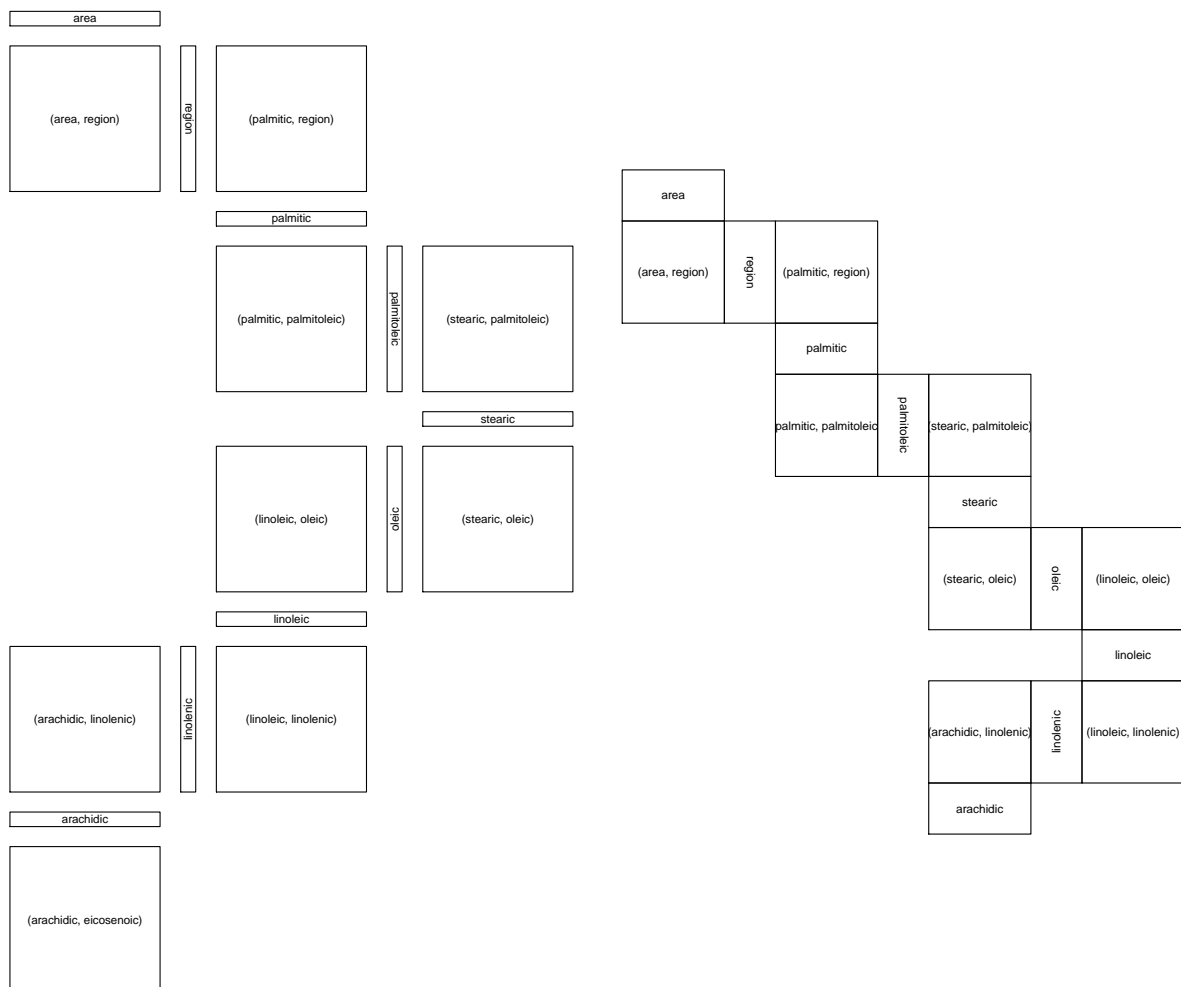 area
(area, region)
region
(palmitic, region)
palmitic
(palmitic, palmitoleic)
palmitoleic
(stearic, palmitoleic)
stearic
(linoleic, oleic)
oleic
(stearic, oleic)
linoleic
(arachidic, linolenic)
linolenic
(linoleic, linolenic)
arachidic
(arachidic, eicosenoic)
area
(area, region)
region
(palmitic, region)
palmitic
palmitic, palmitoleic
palmitoleic
(stearic, palmitoleic)
stearic
(stearic, oleic)
oleic
(linoleic, oleic)
linoleic
(arachidic, linolenic)
linolenic
(linoleic, linolenic)
arachidic